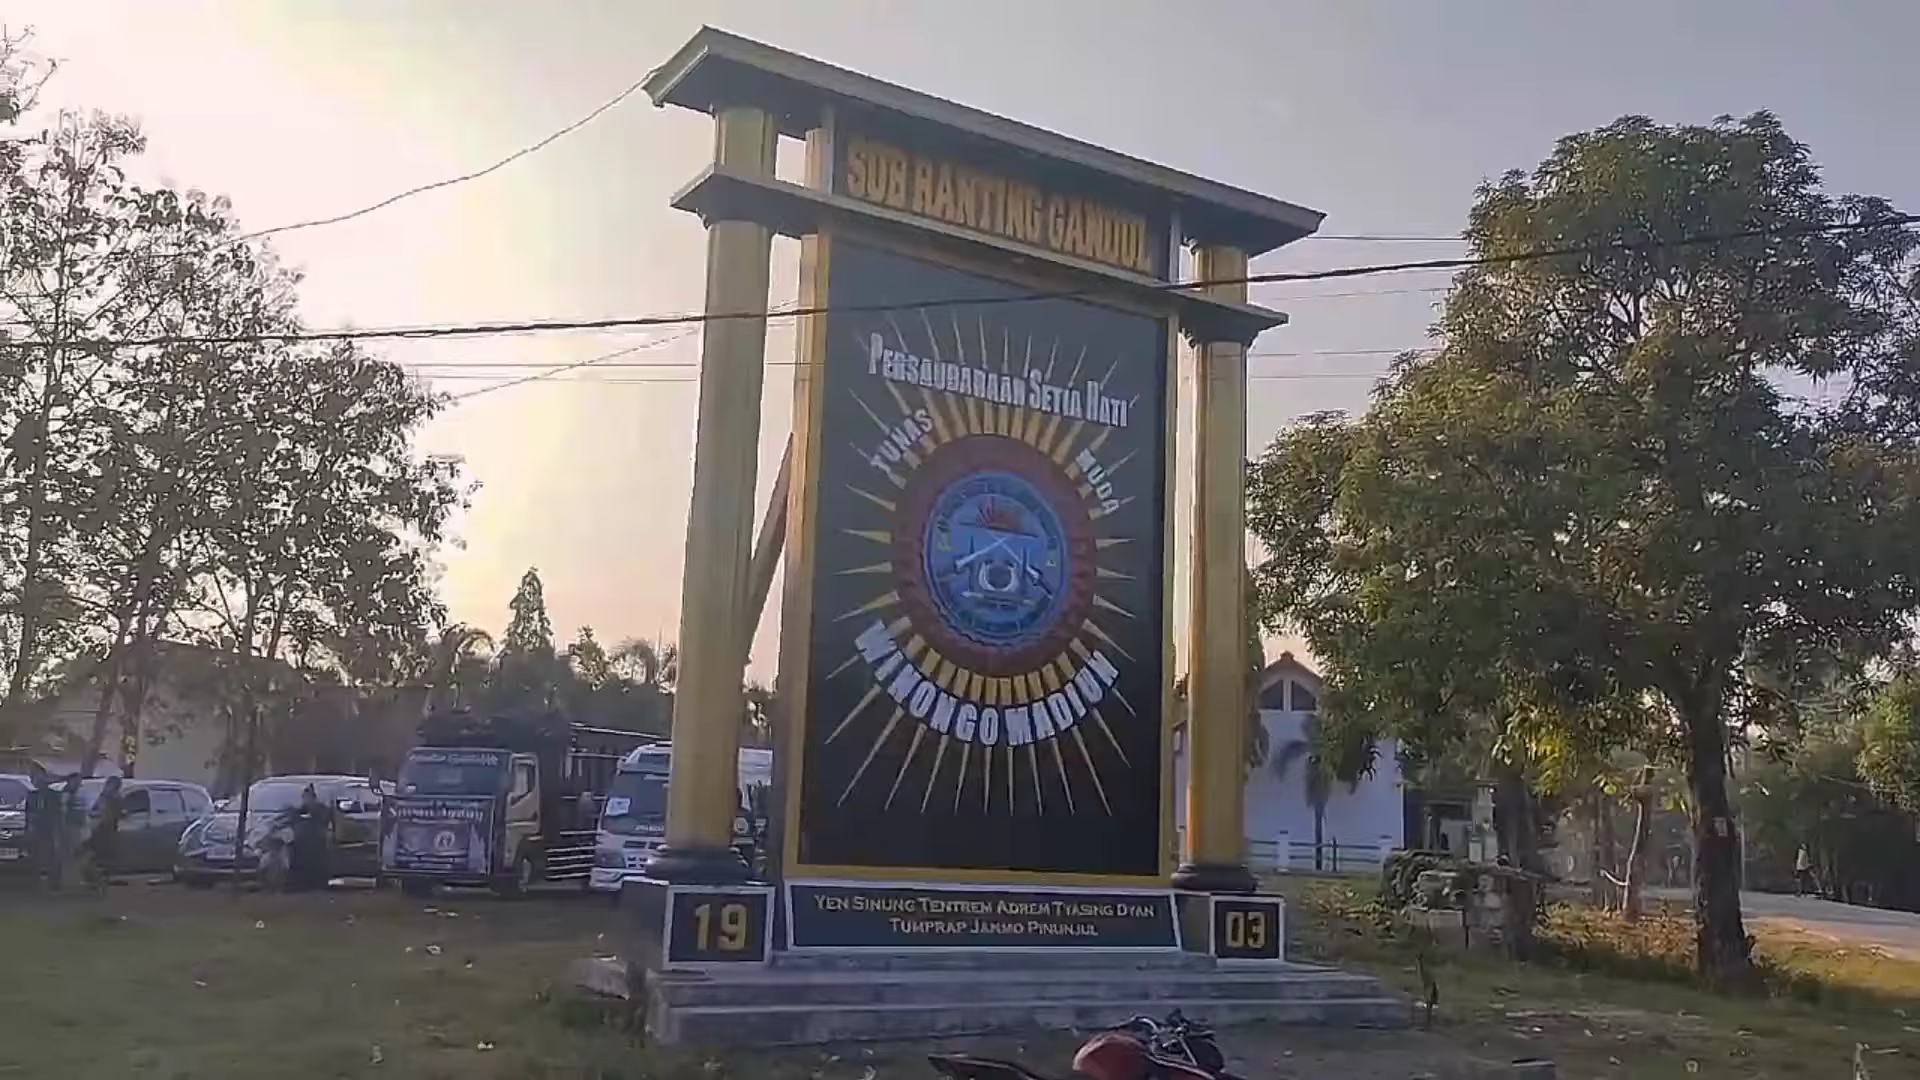 SUB RANTING GANDUL
PERSAUDARAAN SETIA HATI
TUNAS MUDA
WINONGO MADIUN
19
YEN SINUNG TENTREM ADREM TYASING DYAN
TUMPRAP JANMO PINUNJUL
03